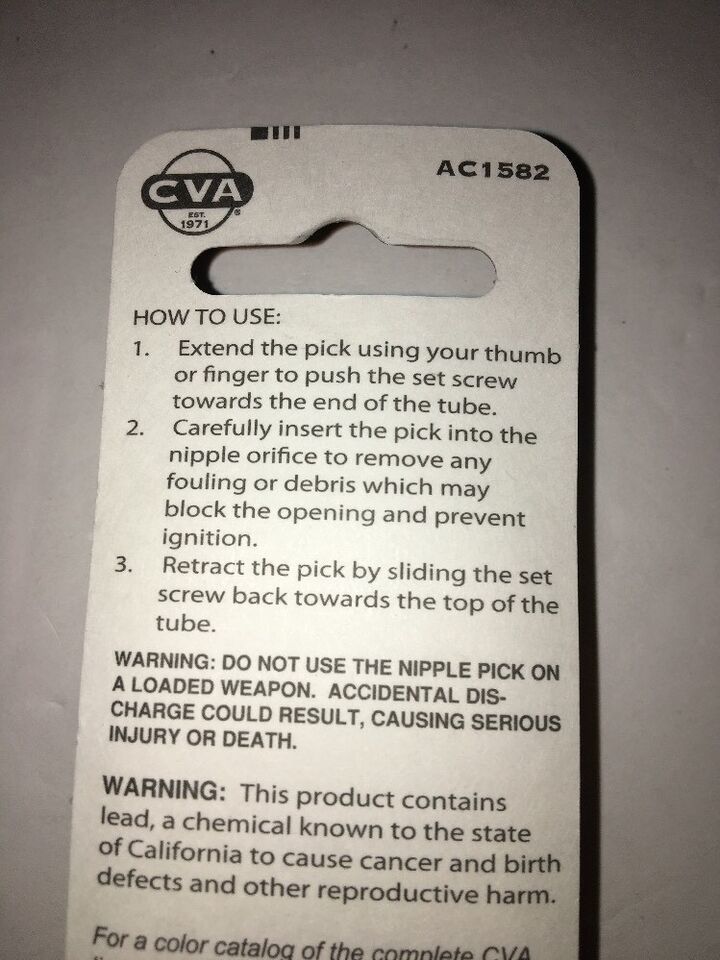 CVA
EST.
1971
®
AC1582
HOW TO USE:
1. Extend the pick using your thumb
or finger to push the set screw
towards the end of the tube.
2. Carefully insert the pick into the
nipple orifice to remove any
fouling or debris which may
block the opening and prevent
ignition.
3. Retract the pick by sliding the set
screw back towards the top of the
tube.
WARNING: DO NOT USE THE NIPPLE PICK ON
A LOADED WEAPON. ACCIDENTAL DIS-
CHARGE COULD RESULT, CAUSING SERIOUS
INJURY OR DEATH.
WARNING: This product contains
lead, a chemical known to the state
of California to cause cancer and birth
defects and other reproductive harm.
For a color catalog of the complete CVA